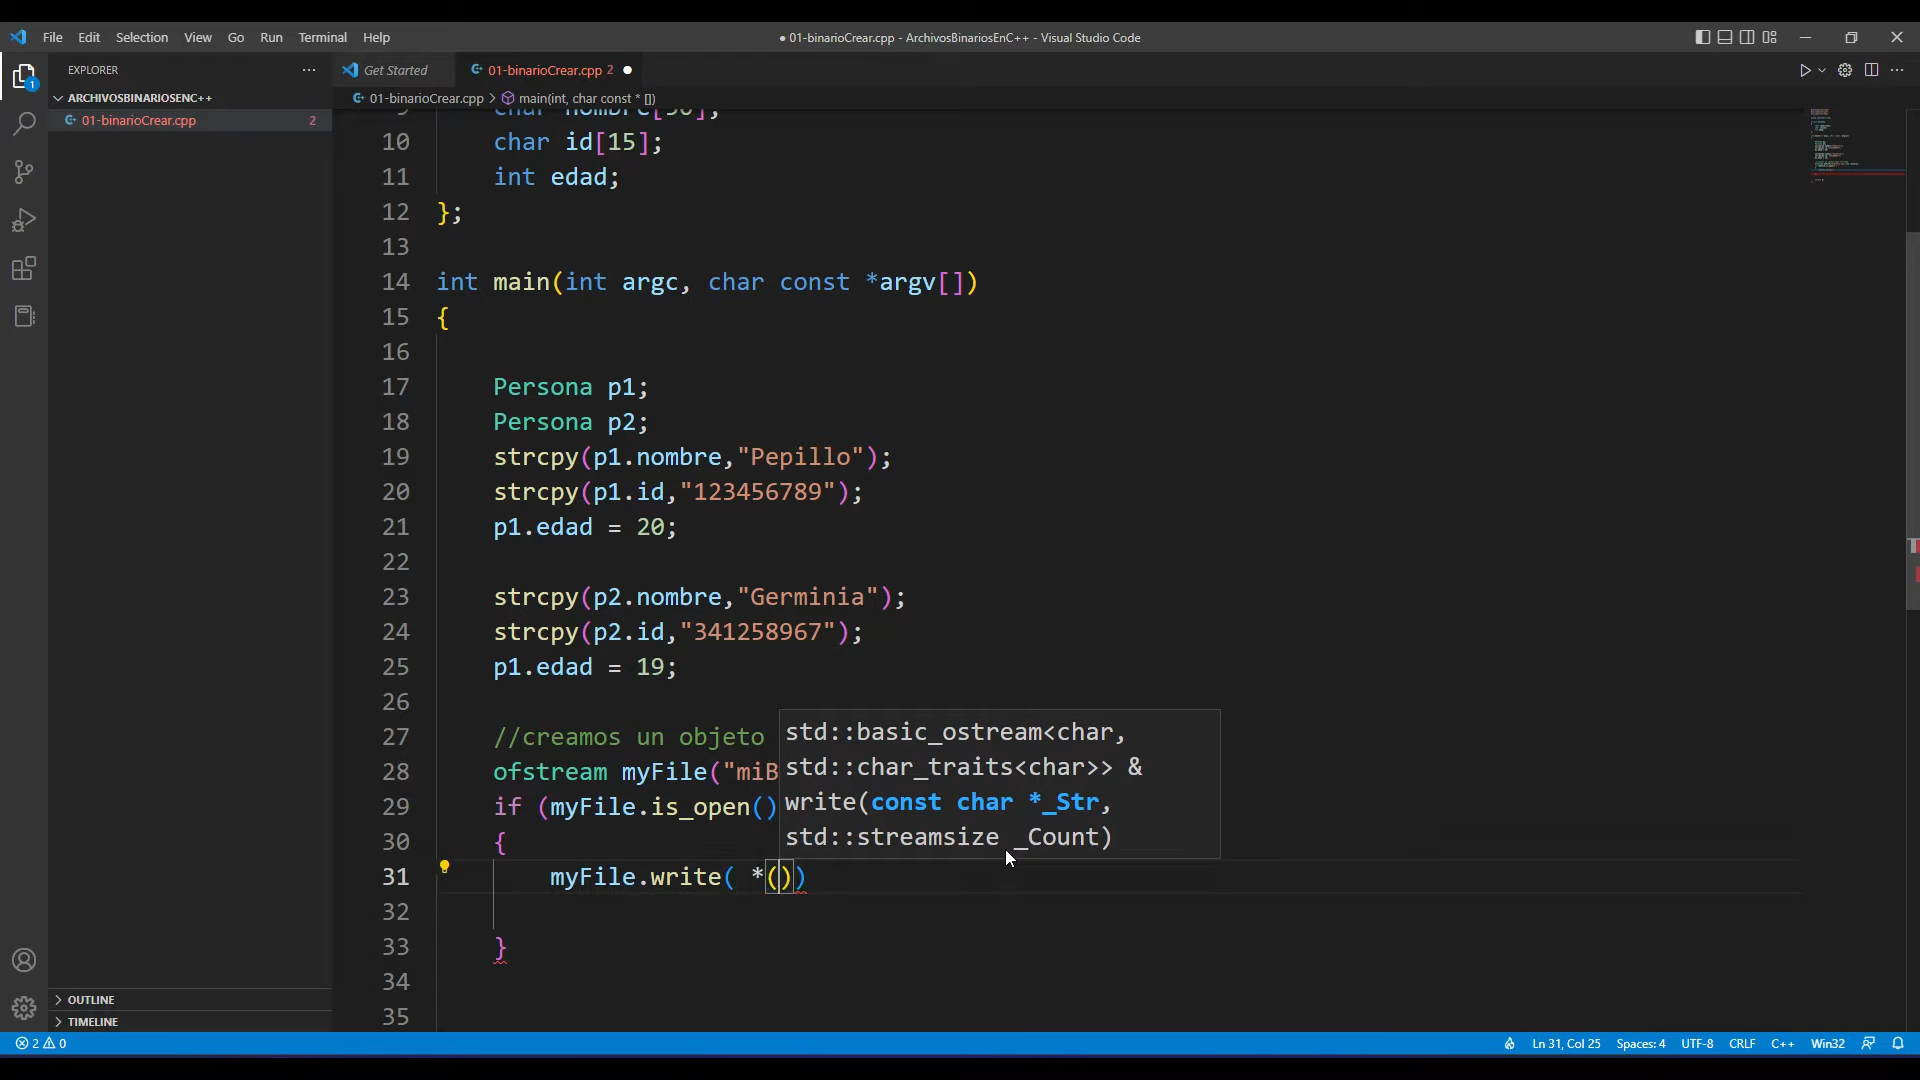 File Edit Selection View Go Run Terminal Help
● 01-binarioCrear.cpp - ArchivosBinariosEnC++ - Visual Studio Code
EXPLORER
Get Started
01-binarioCrear.cpp 2
1
ARCHIVOSBINARIOSENC++
01-binarioCrear.cpp > main(int, char const * [])
01-binarioCrear.cpp 2
10 char id[15];
11 int edad;
12 };
13
14 int main(int argc, char const *argv[])
15 {
16
17 Persona p1;
18 Persona p2;
19 strcpy(p1.nombre,"Pepillo");
20 strcpy(p1.id,"123456789");
21 p1.edad = 20;
22
23 strcpy(p2.nombre,"Germinia");
24 strcpy(p2.id,"341258967");
25 p1.edad = 19;
26
27 //creamos un objeto
28 ofstream myFile("miB
29 if (myFile.is_open()
30 {
31 myFile.write( *())
32
33 }
34
35
std::basic_ostream<char,
std::char_traits<char>> &
write(const char *_Str,
std::streamsize _Count)
OUTLINE
TIMELINE
2 0
Ln 31, Col 25 Spaces: 4 UTF-8 CRLF C++ Win32